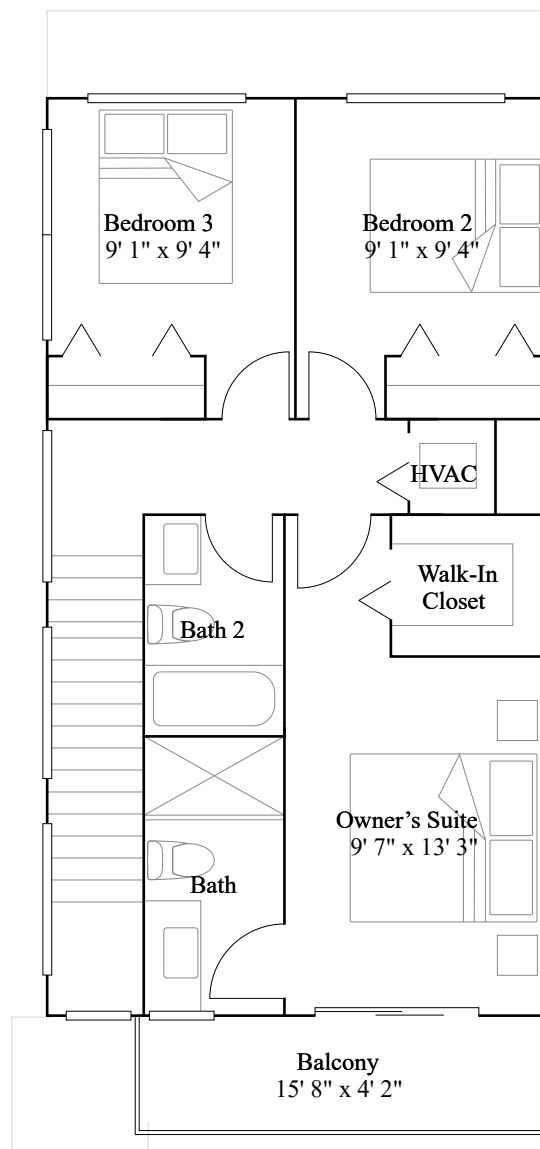 Bedroom 3
9' 1" x 9' 4"
Bedroom 2
9' 1" x 9' 4"
HVAC
Walk-In
Closet
Bath 2
Owner’s Suite
9' 7" x 13' 3"
Bath
Balcony
15' 8" x 4' 2"